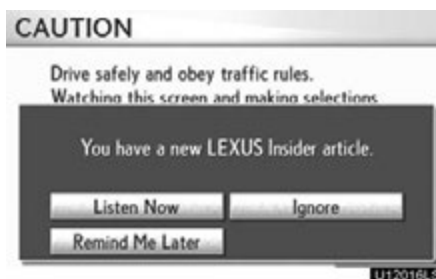 CAUTION
Drive safely and obey traffic rules.
Watching this screen and making selections
You have a new LEXUS Insider article.
Listen Now
Ignore
Remind Me Later